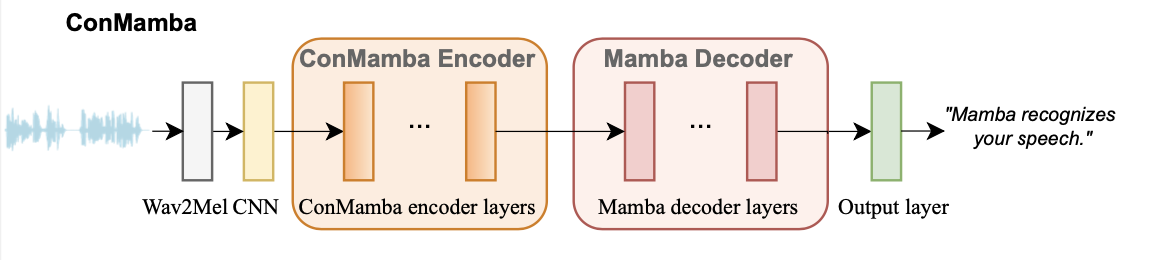 ConMamba
ConMamba Encoder
Mamba Decoder
...
...
"Mamba recognizes
your speech."
Wav2Mel
CNN
ConMamba encoder layers
Mamba decoder layers
Output layer